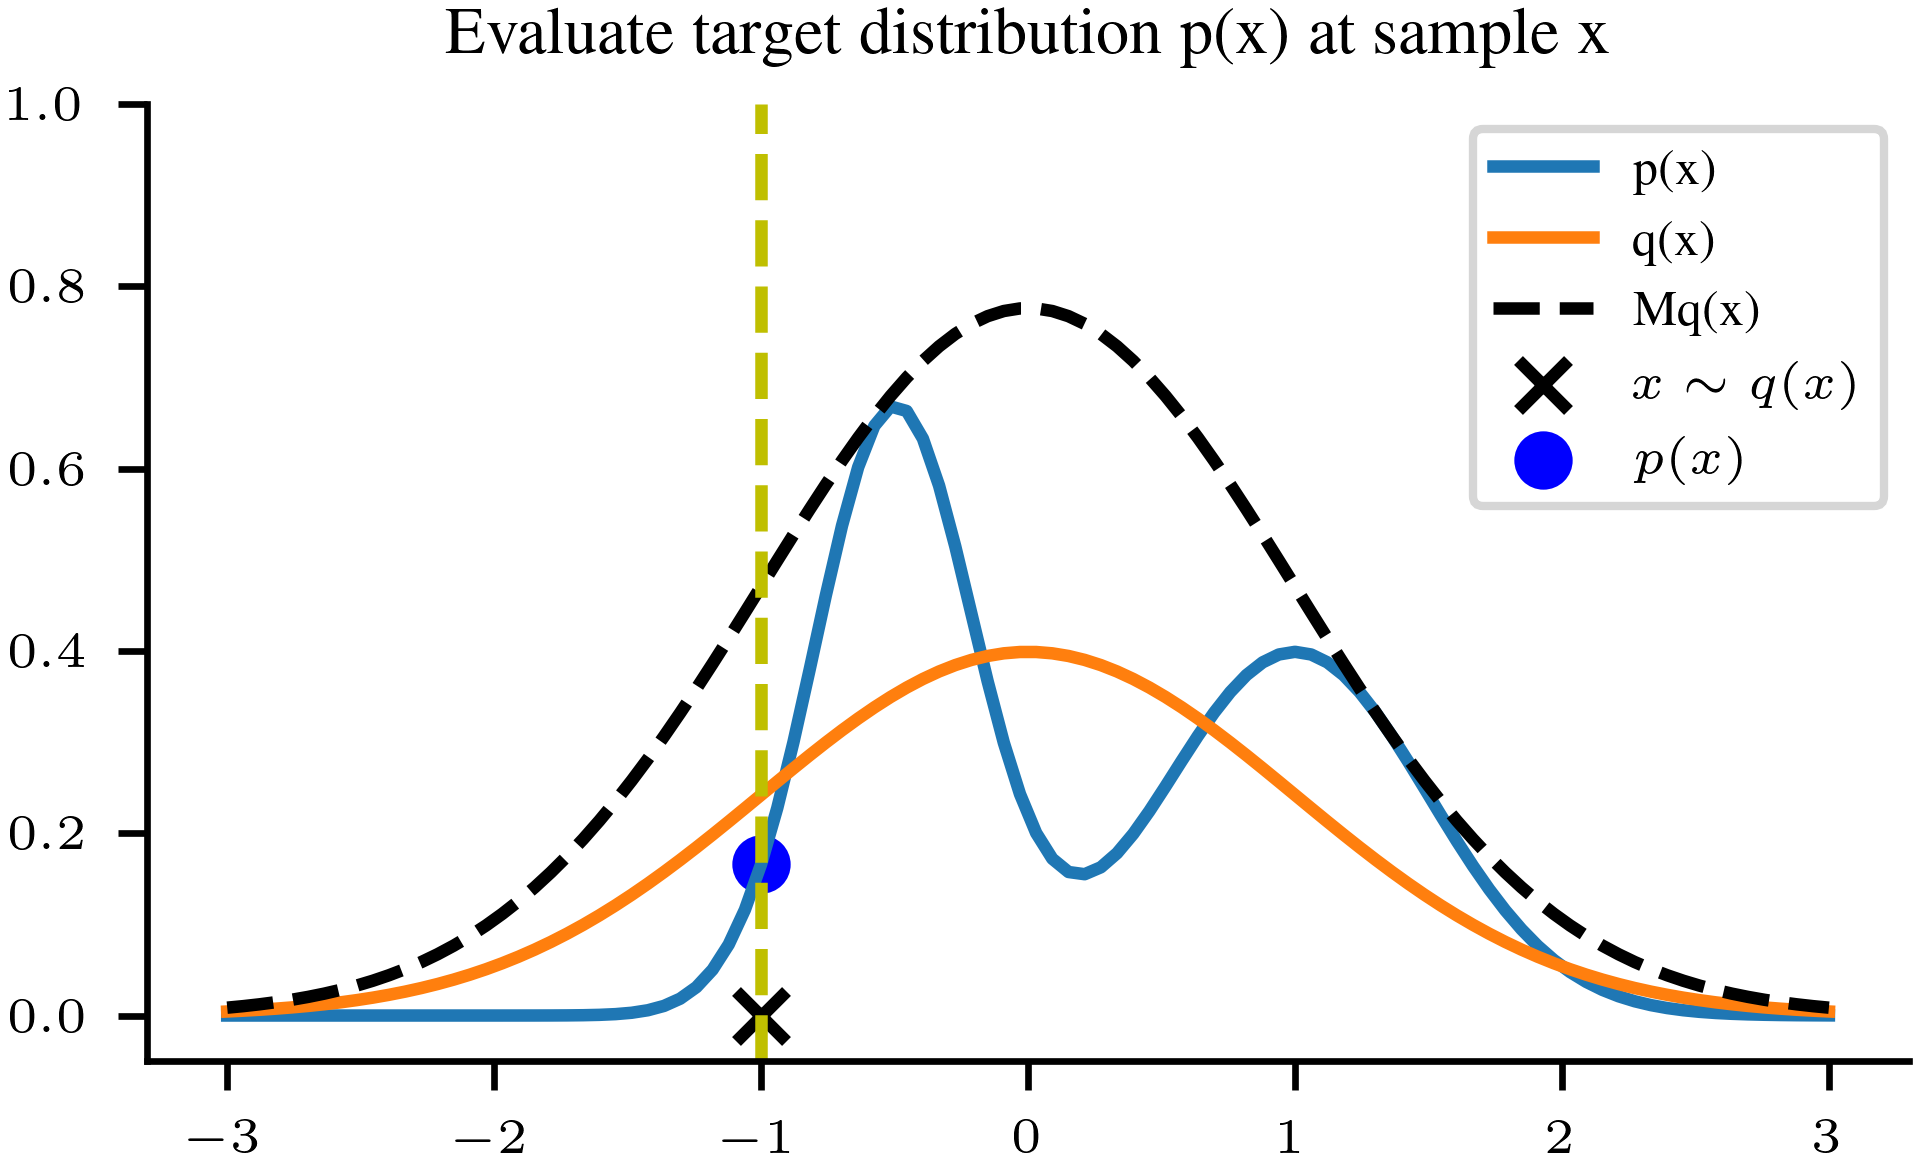 Evaluate target distribution p(x) at sample x
1.0
0.8
0.6
0.4
0.2
0.0
−3 −2 −1 0 1 2 3
p(x)
q(x)
Mq(x)
x ∼ q(x)
p(x)